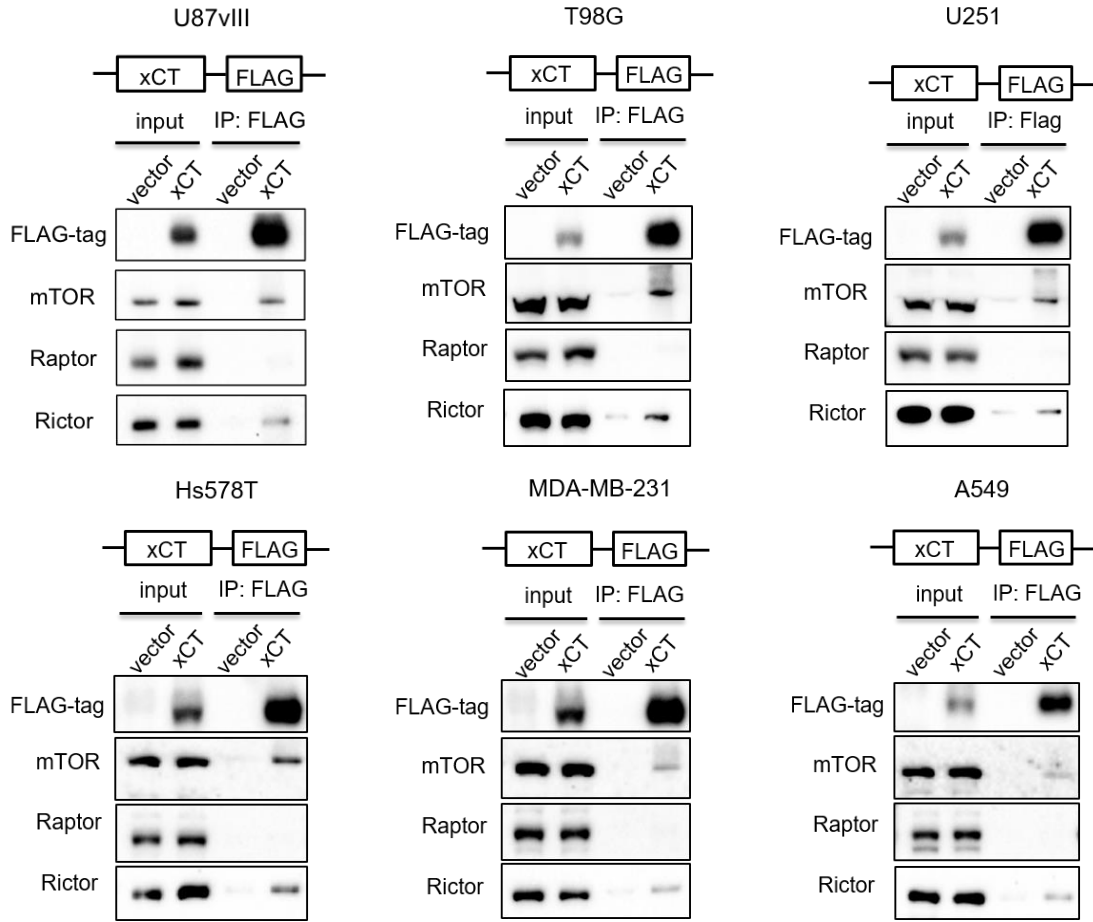 U87vIII
xCT FLAG
input IP: FLAG
vector xCT vector xCT
FLAG-tag
mTOR
Raptor
Rictor
T98G
xCT FLAG
input IP: FLAG
vector xCT vector xCT
FLAG-tag
mTOR
Raptor
Rictor
U251
xCT FLAG
input IP: Flag
vector xCT vector xCT
FLAG-tag
mTOR
Raptor
Rictor
Hs578T
xCT FLAG
input IP: FLAG
vector xCT vector xCT
FLAG-tag
mTOR
Raptor
Rictor
MDA-MB-231
xCT FLAG
input IP: FLAG
vector xCT vector xCT
FLAG-tag
mTOR
Raptor
Rictor
A549
xCT FLAG
input IP: FLAG
vector xCT vector xCT
FLAG-tag
mTOR
Raptor
Rictor